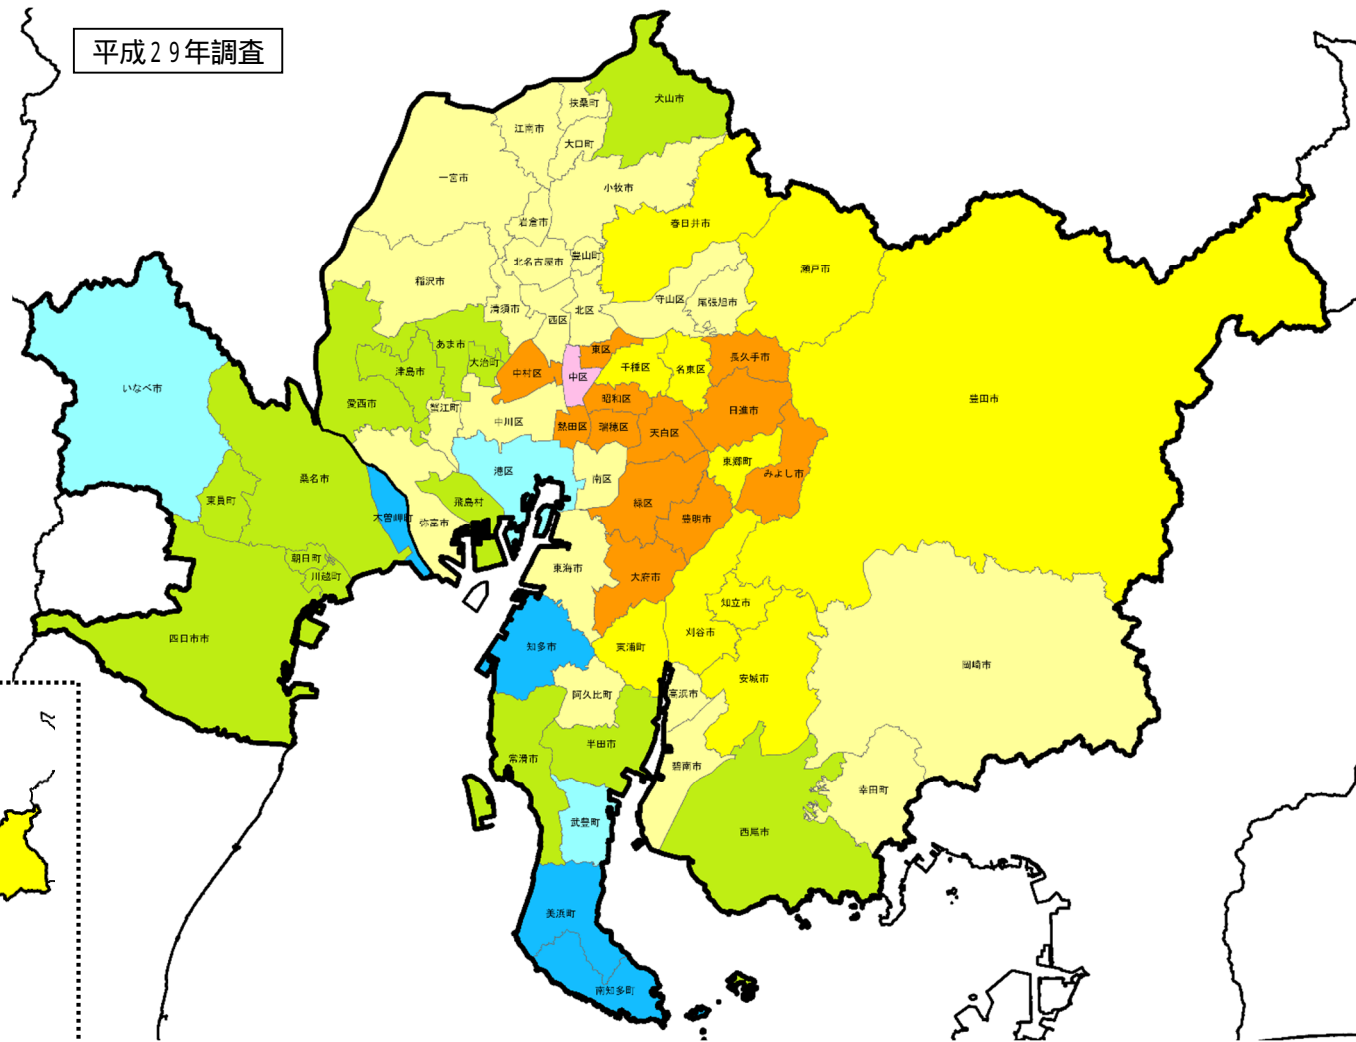 平成29年調査
犬山市
扶桑町
江南市
大口町
一宮市
小牧市
岩倉市
春日井市
北名古屋市
豊山町
瀬戸市
稲沢市
守山区
尾張旭市
清須市
北区
西区
あま市
東区
長久手市
大治町
千種区
名東区
津島市
中村区
中区
いなべ市
豊田市
昭和区
愛西市
蟹江町
日進市
中川区
熱田区
瑞穂区
天白区
東郷町
港区
みよし市
桑名市
南区
東員町
飛島村
緑区
木曽岬町
弥富市
豊明市
朝日町
東海市
川越町
大府市
知立市
四日市市
刈谷市
知多市
東浦町
岡崎市
安城市
阿久比町
高浜市
半田市
常滑市
碧南市
幸田町
武豊町
西尾市
美浜町
南知多町